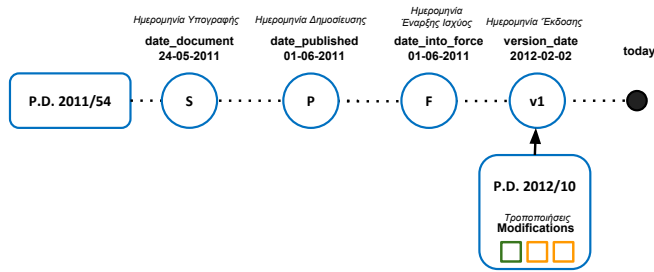 Ημερομηνία Υπογραφής
date_document
24-05-2011
Ημερομηνία Δημοσίευσης
date_published
01-06-2011
Ημερομηνία
Έναρξης Ισχύος
date_into_force
01-06-2011
Ημερομηνία Έκδοσης
version_date
2012-02-02
today
P.D. 2011/54
S
P
F
v1
P.D. 2012/10
Τροποποιήσεις
Modifications